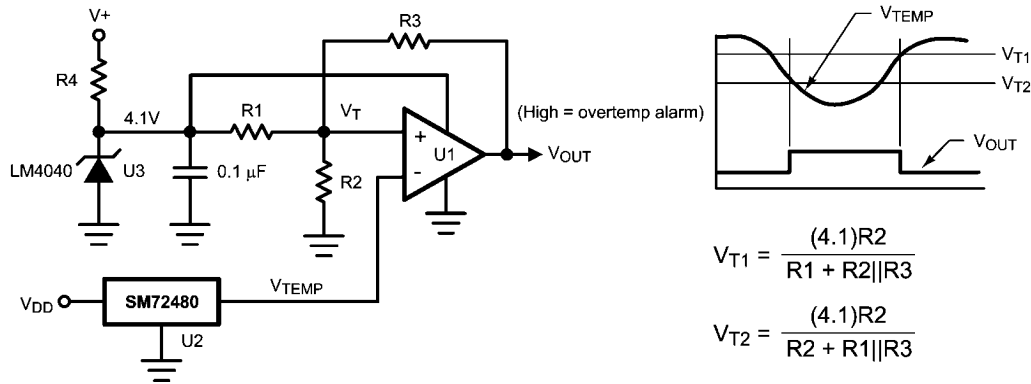 V+
R4
4.1V
LM4040
U3
0.1 μF
R1
R3
VT
R2
+
-
U1
(High = overtemp alarm)
VOUT
VDD
SM72480
U2
VTEMP
VTEMP
VT1
VT2
VOUT
VT1 = (4.1)R2 / R1 + R2||R3
VT2 = (4.1)R2 / R2 + R1||R3